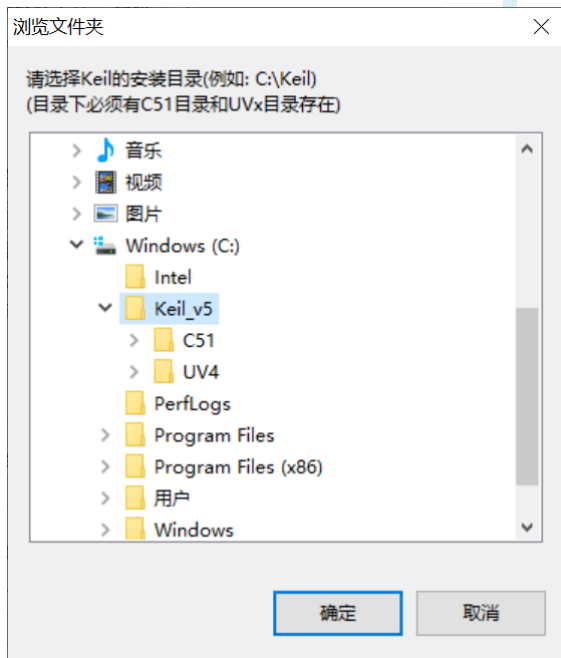 浏览文件夹
请选择Keil的安装目录(例如: C:\Keil)
(目录下必须有C51目录和UVx目录存在)
音乐
视频
图片
Windows (C:)
Intel
Keil_v5
C51
UV4
PerfLogs
Program Files
Program Files (x86)
用户
Windows
确定
取消